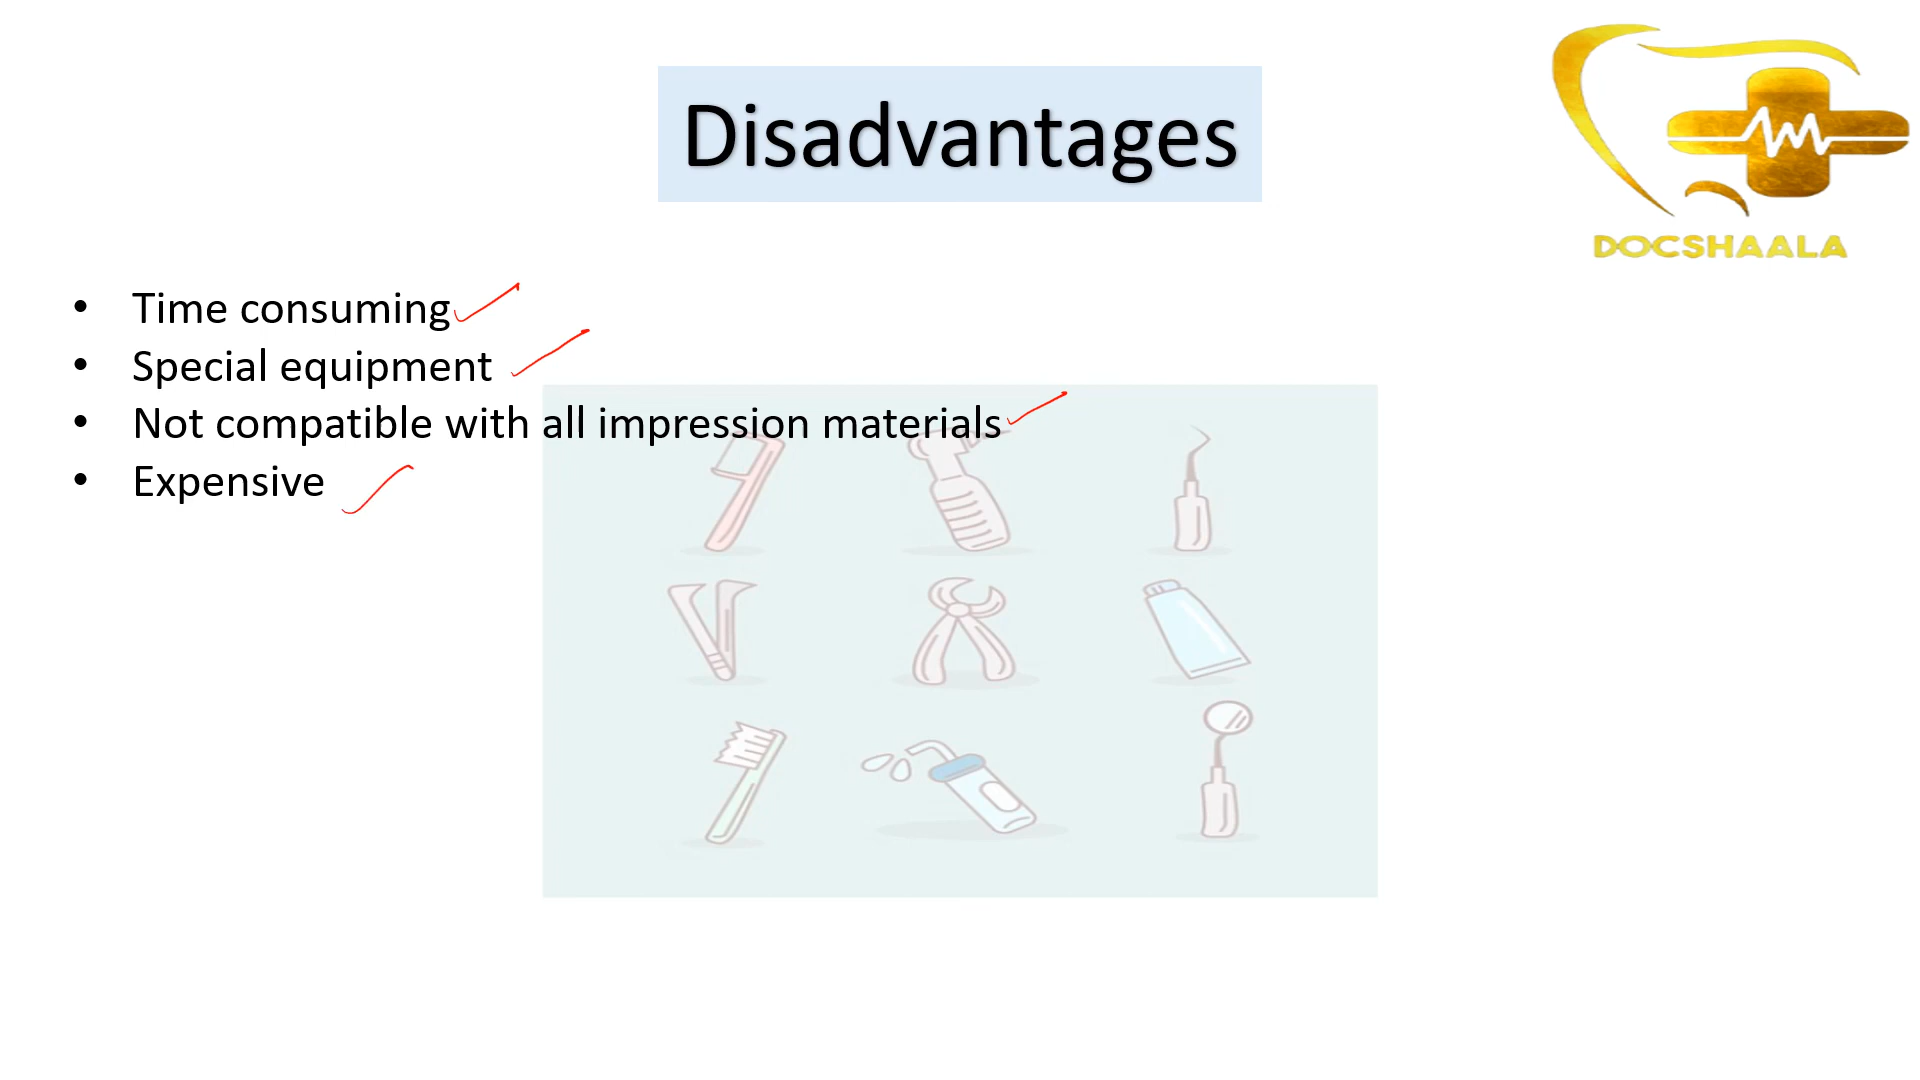 Disadvantages
DOCSHAALA
• Time consuming
• Special equipment
• Not compatible with all impression materials
• Expensive